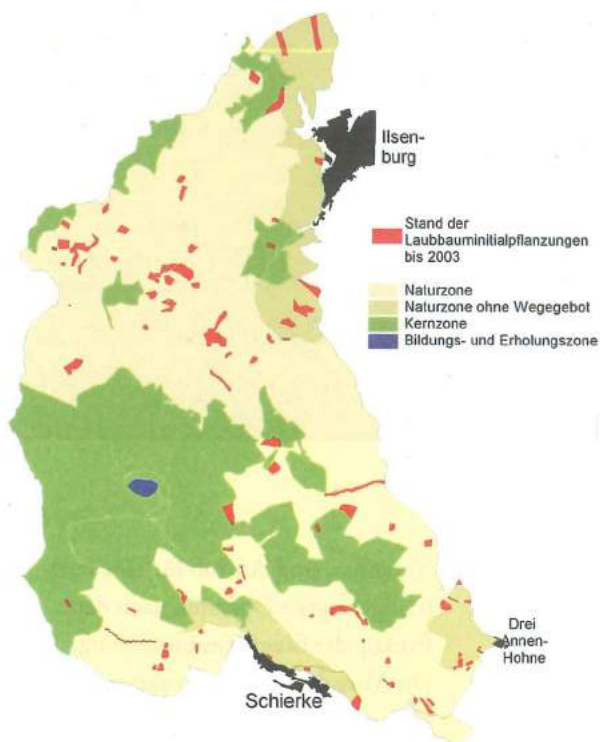 Ilsen-
burg
Stand der
Laubbauminitialpflanzungen
bis 2003
Naturzone
Naturzone ohne Wegegebot
Kernzone
Bildungs- und Erholungszone
Drei
Annen-
Hohne
Schierke